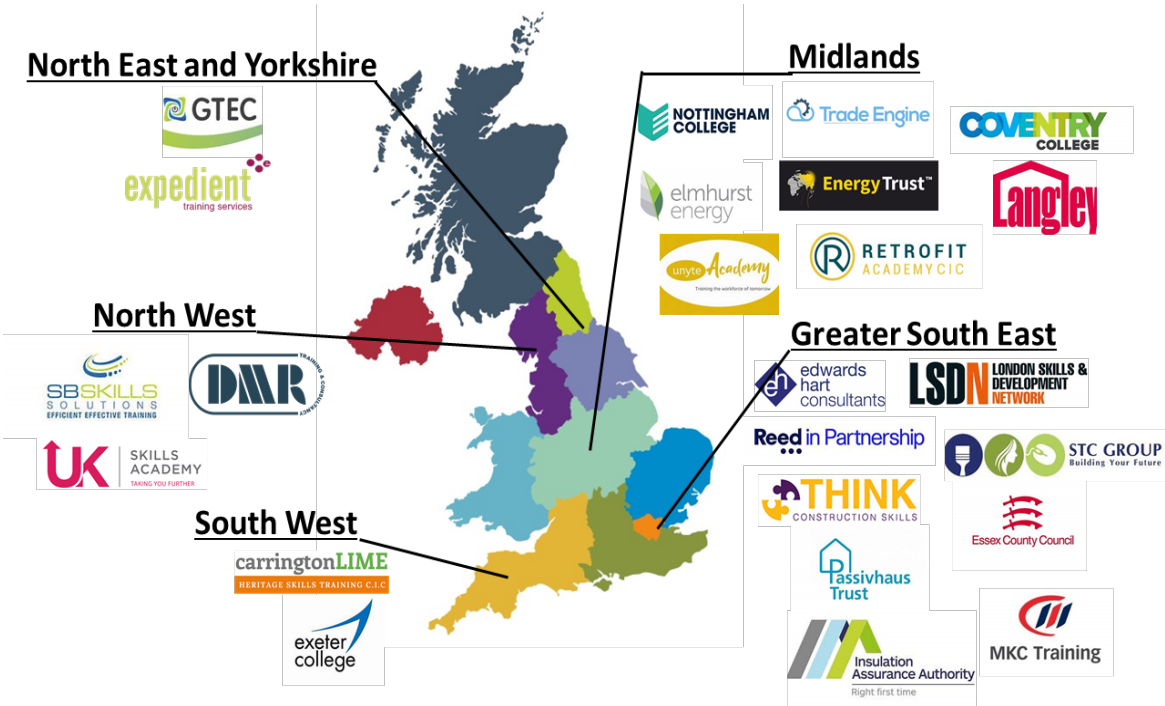 North East and Yorkshire
GTEC
expedient
training services
North West
SBSKILLS
SOLUTIONS
EFFICIENT EFFECTIVE TRAINING
DMR
TRAINING & CONSULTANCY
UK
SKILLS
ACADEMY
TAKING YOU FURTHER
South West
carringtonLIME
HERITAGE SKILLS TRAINING C.I.C
exeter
college
Midlands
NOTTINGHAM
COLLEGE
Trade Engine
COVENTRY
COLLEGE
elmhurst
energy
EnergyTrust™
Langley
unyte Academy
Training the workforce of tomorrow
RETROFIT
ACADEMY CIC
Greater South East
eh
edwards
hart
consultants
LSDN
LONDON SKILLS &
DEVELOPMENT
NETWORK
Reed in Partnership
STC GROUP
Building Your Future
THINK
CONSTRUCTION SKILLS
Essex County Council
Passivhaus
Trust
MKC Training
Insulation
Assurance Authority
Right first time